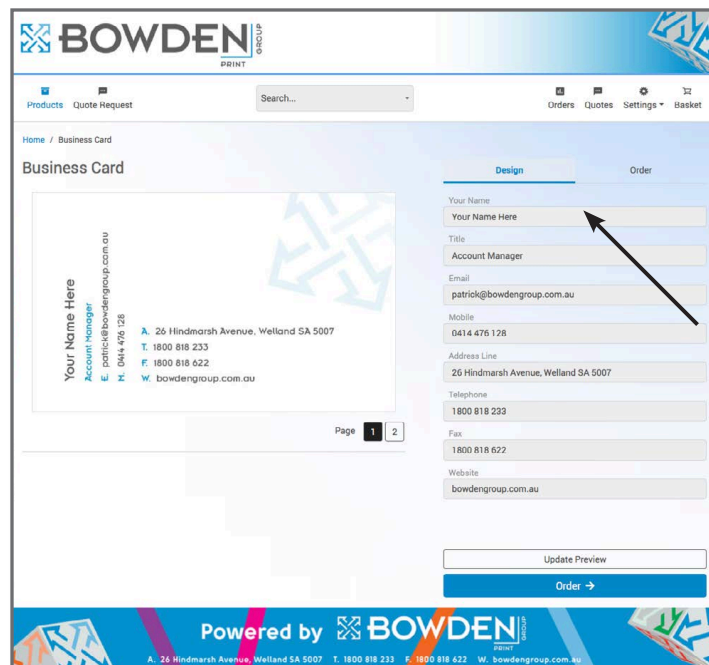 BOWDEN
GROUP
PRINT
Products
Quote Request
Search...
Orders
Quotes
Settings
Basket
Home / Business Card
Business Card
Your Name Here
Account Manager
E. patrick@bowdengroup.com.au
M. 0414 476 128
A. 26 Hindmarsh Avenue, Welland SA 5007
T. 1800 818 233
F. 1800 818 622
W. bowdengroup.com.au
Page 1 2
Design
Order
Your Name
Your Name Here
Title
Account Manager
Email
patrick@bowdengroup.com.au
Mobile
0414 476 128
Address Line
26 Hindmarsh Avenue, Welland SA 5007
Telephone
1800 818 233
Fax
1800 818 622
Website
bowdengroup.com.au
Update Preview
Order →
Powered by BOWDEN
GROUP
PRINT
A. 26 Hindmarsh Avenue, Welland SA 5007 T. 1800 818 233 F. 1800 818 622 W. bowdengroup.com.au